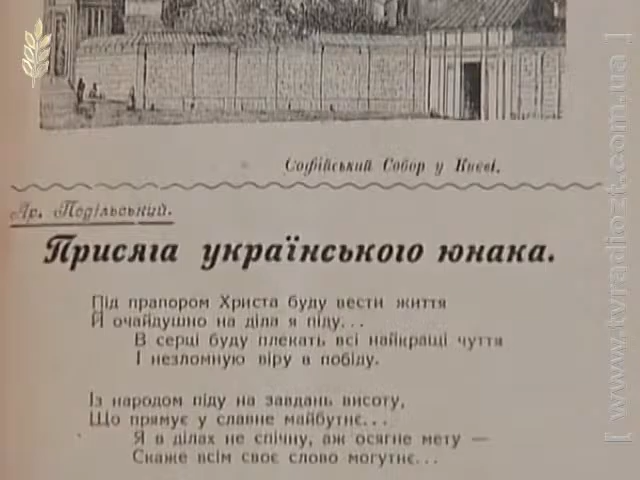 Софійський Собор у Києві.
Яр. Подільський.
Присяга українського юнака.
Під прапором Христа буду вести життя
Й очайдушно на діла я піду...
В серці буду плекать всі найкращі чуття
І незломную віру в побіду.
Із народом піду на завдань висоту,
Що прямує у славне майбутнє...
Я в ділах не спічну, аж осягне мету —
Скаже всім своє слово могутнє...
[ www.tvradiozt.com.ua ]